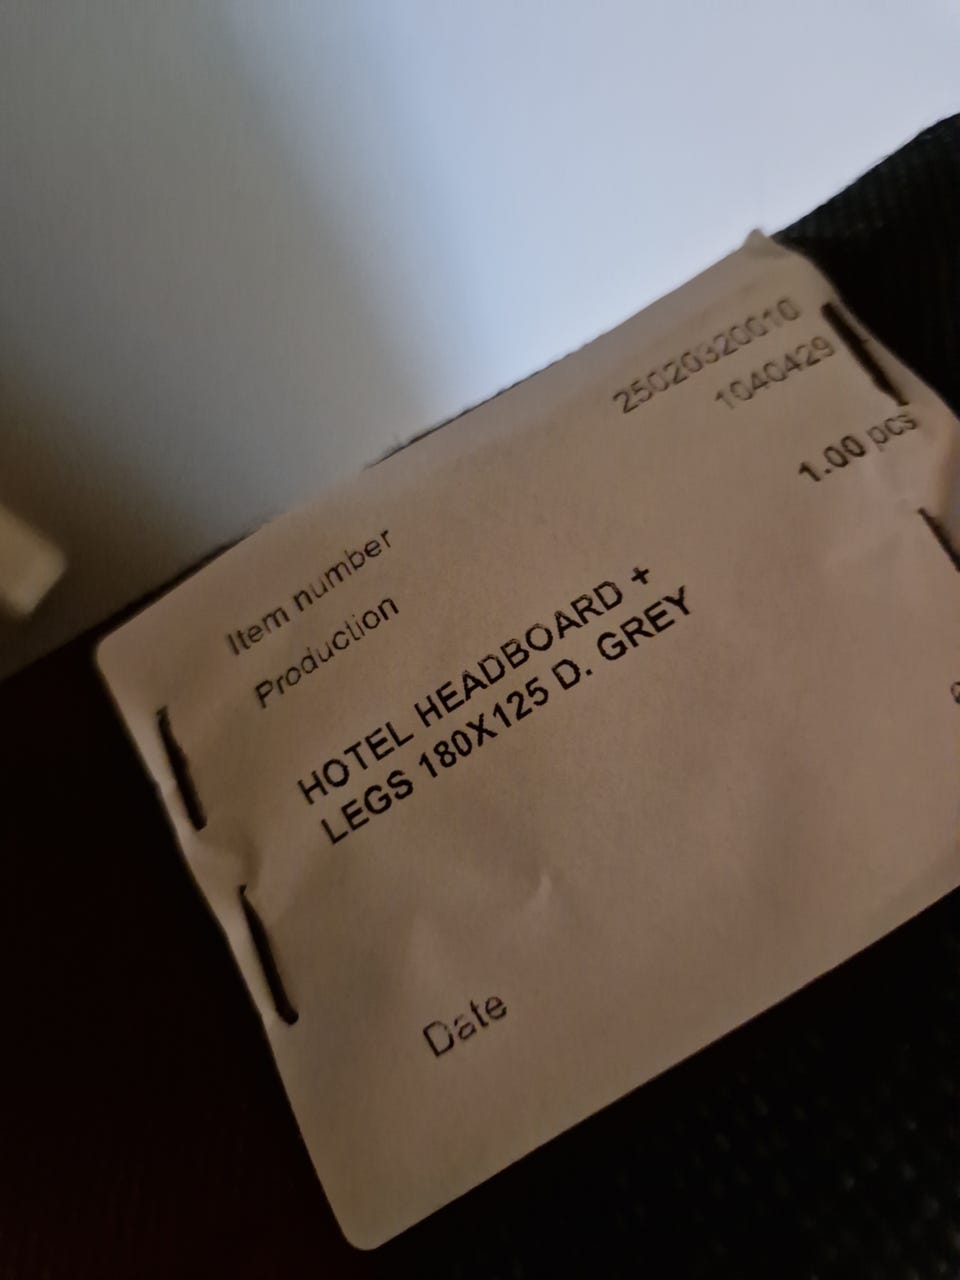 Item number 25020320010
Production 1040429
1.00 pcs
HOTEL HEADBOARD +
LEGS 180X125 D. GREY
Date